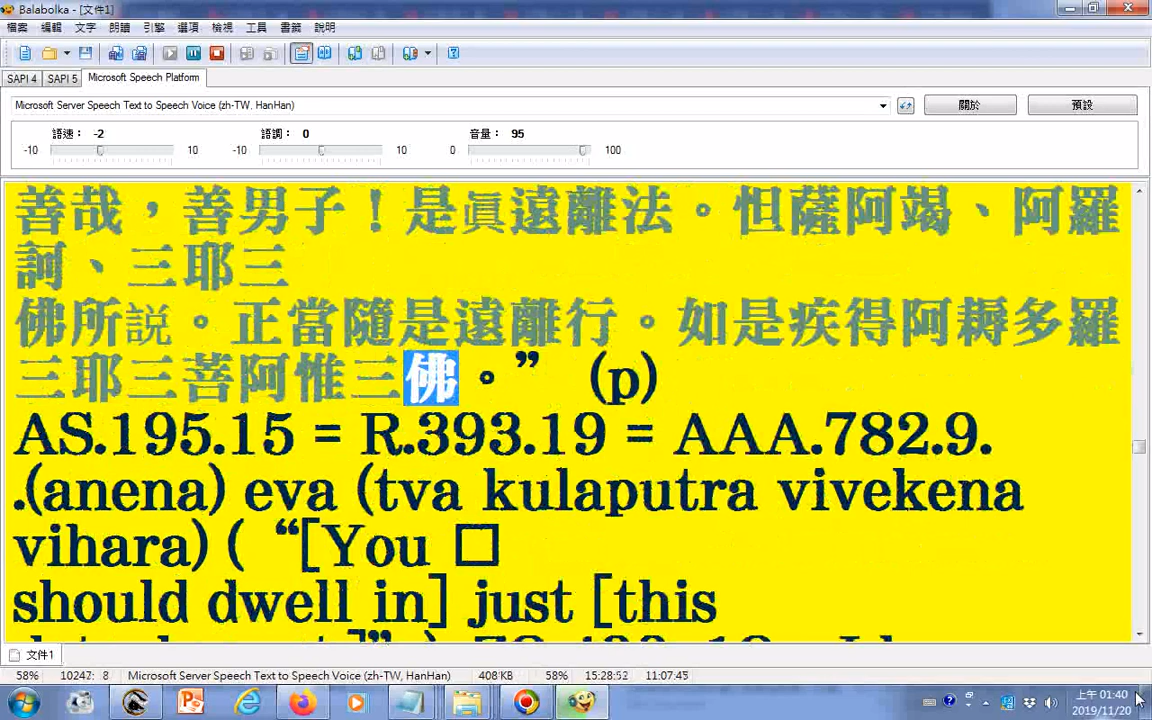 Balabolka - [文件1]
檔案 編輯 文字 朗讀 引擎 選項 檢視 工具 書籤 說明
SAPI 4 SAPI 5 Microsoft Speech Platform
Microsoft Server Speech Text to Speech Voice (zh-TW, HanHan) 關於 預設
語速： -2 語調： 0 音量： 95
-10 10 -10 10 0 100
善哉，善男子！是眞遠離法。怛薩阿竭、阿羅
訶、三耶三
佛所説。正當隨是遠離行。如是疾得阿耨多羅
三耶三菩阿惟三佛。” (p)
AS.195.15 = R.393.19 = AAA.782.9.
.(anena) eva (tva kulaputra vivekena
vihara) ( “[You □
should dwell in] just [this
文件1
58% 10247: 8 Microsoft Server Speech Text to Speech Voice (zh-TW, HanHan) 408 KB 58% 15:28:52 11:07:45
上午 01:40
2019/11/20